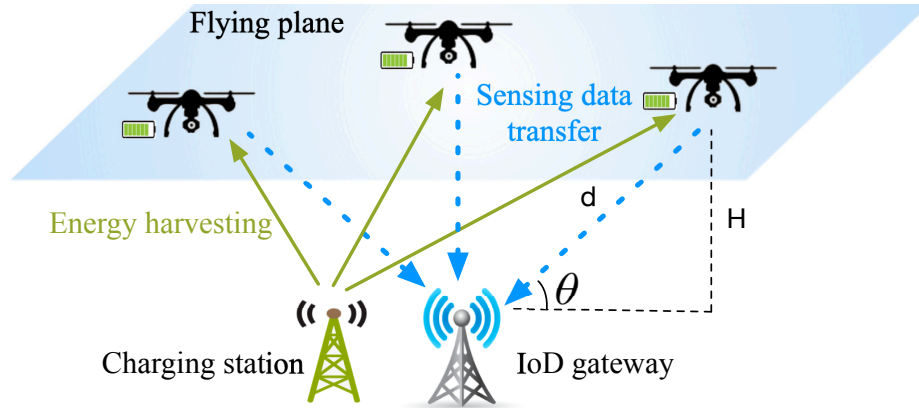 Flying plane
Sensing data
transfer
Energy harvesting
d
H
θ
Charging station
IoD gateway